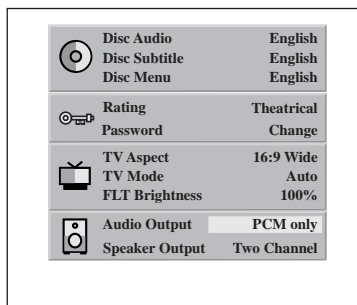 Disc Audio English
Disc Subtitle English
Disc Menu English
Rating Theatrical
Password Change
TV Aspect 16:9 Wide
TV Mode Auto
FLT Brightness 100%
Audio Output PCM only
Speaker Output Two Channel